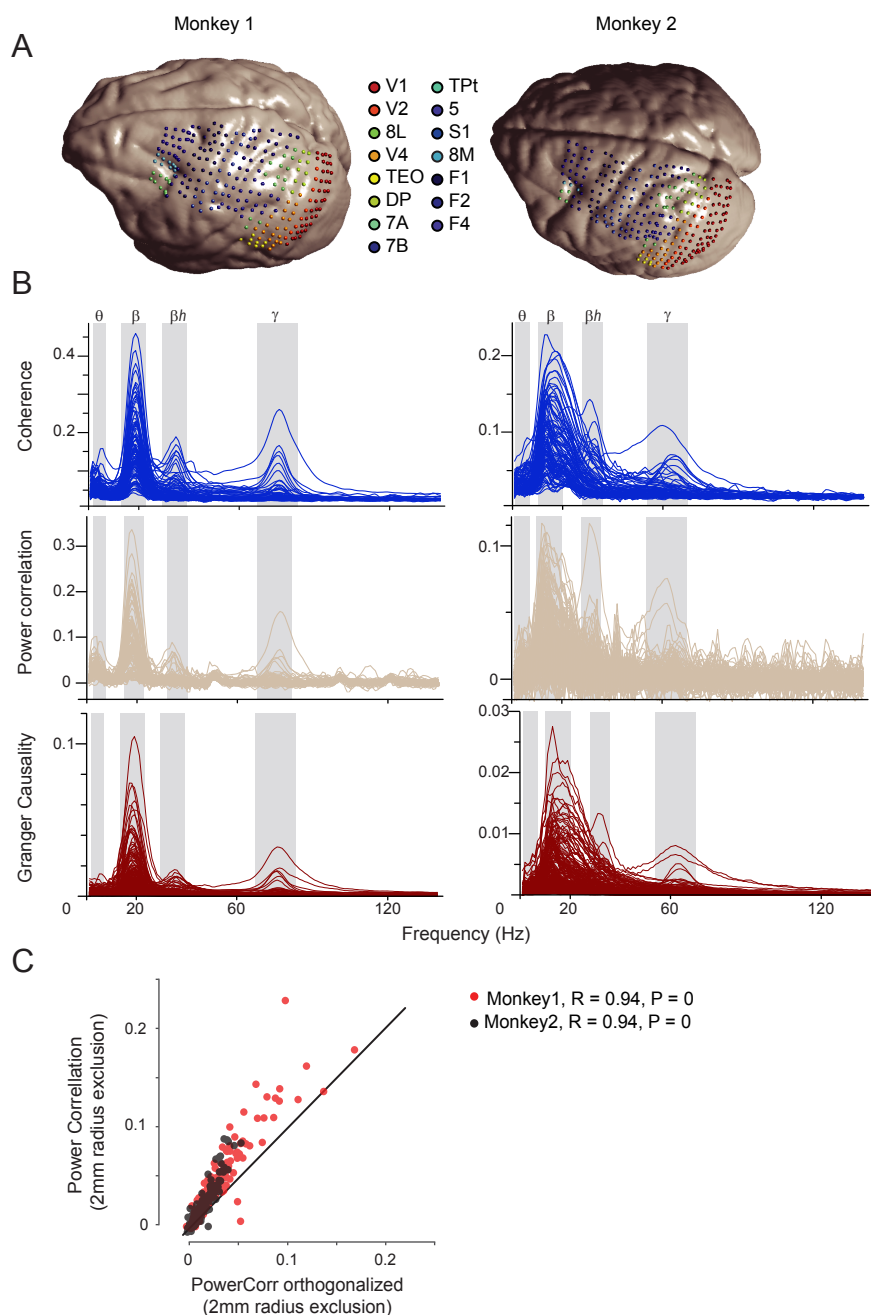 Monkey 1
Monkey 2
A
V1
V2
8L
V4
TEO
DP
7A
7B
TPt
5
S1
8M
F1
F2
F4
B
θ
β
βh
γ
θ
β
βh
γ
Coherence
0.4
0.2
0.2
0.1
Power correlation
0.3
0.2
0.1
0
0.1
0
Granger Causality
0.1
0.03
0.02
0.01
0
20
60
120
0
20
60
120
Frequency (Hz)
C
Power Correllation
(2mm radius exclusion)
0.2
0.1
0
0
0.1
0.2
PowerCorr orthogonalized
(2mm radius exclusion)
Monkey1, R = 0.94, P = 0
Monkey2, R = 0.94, P = 0